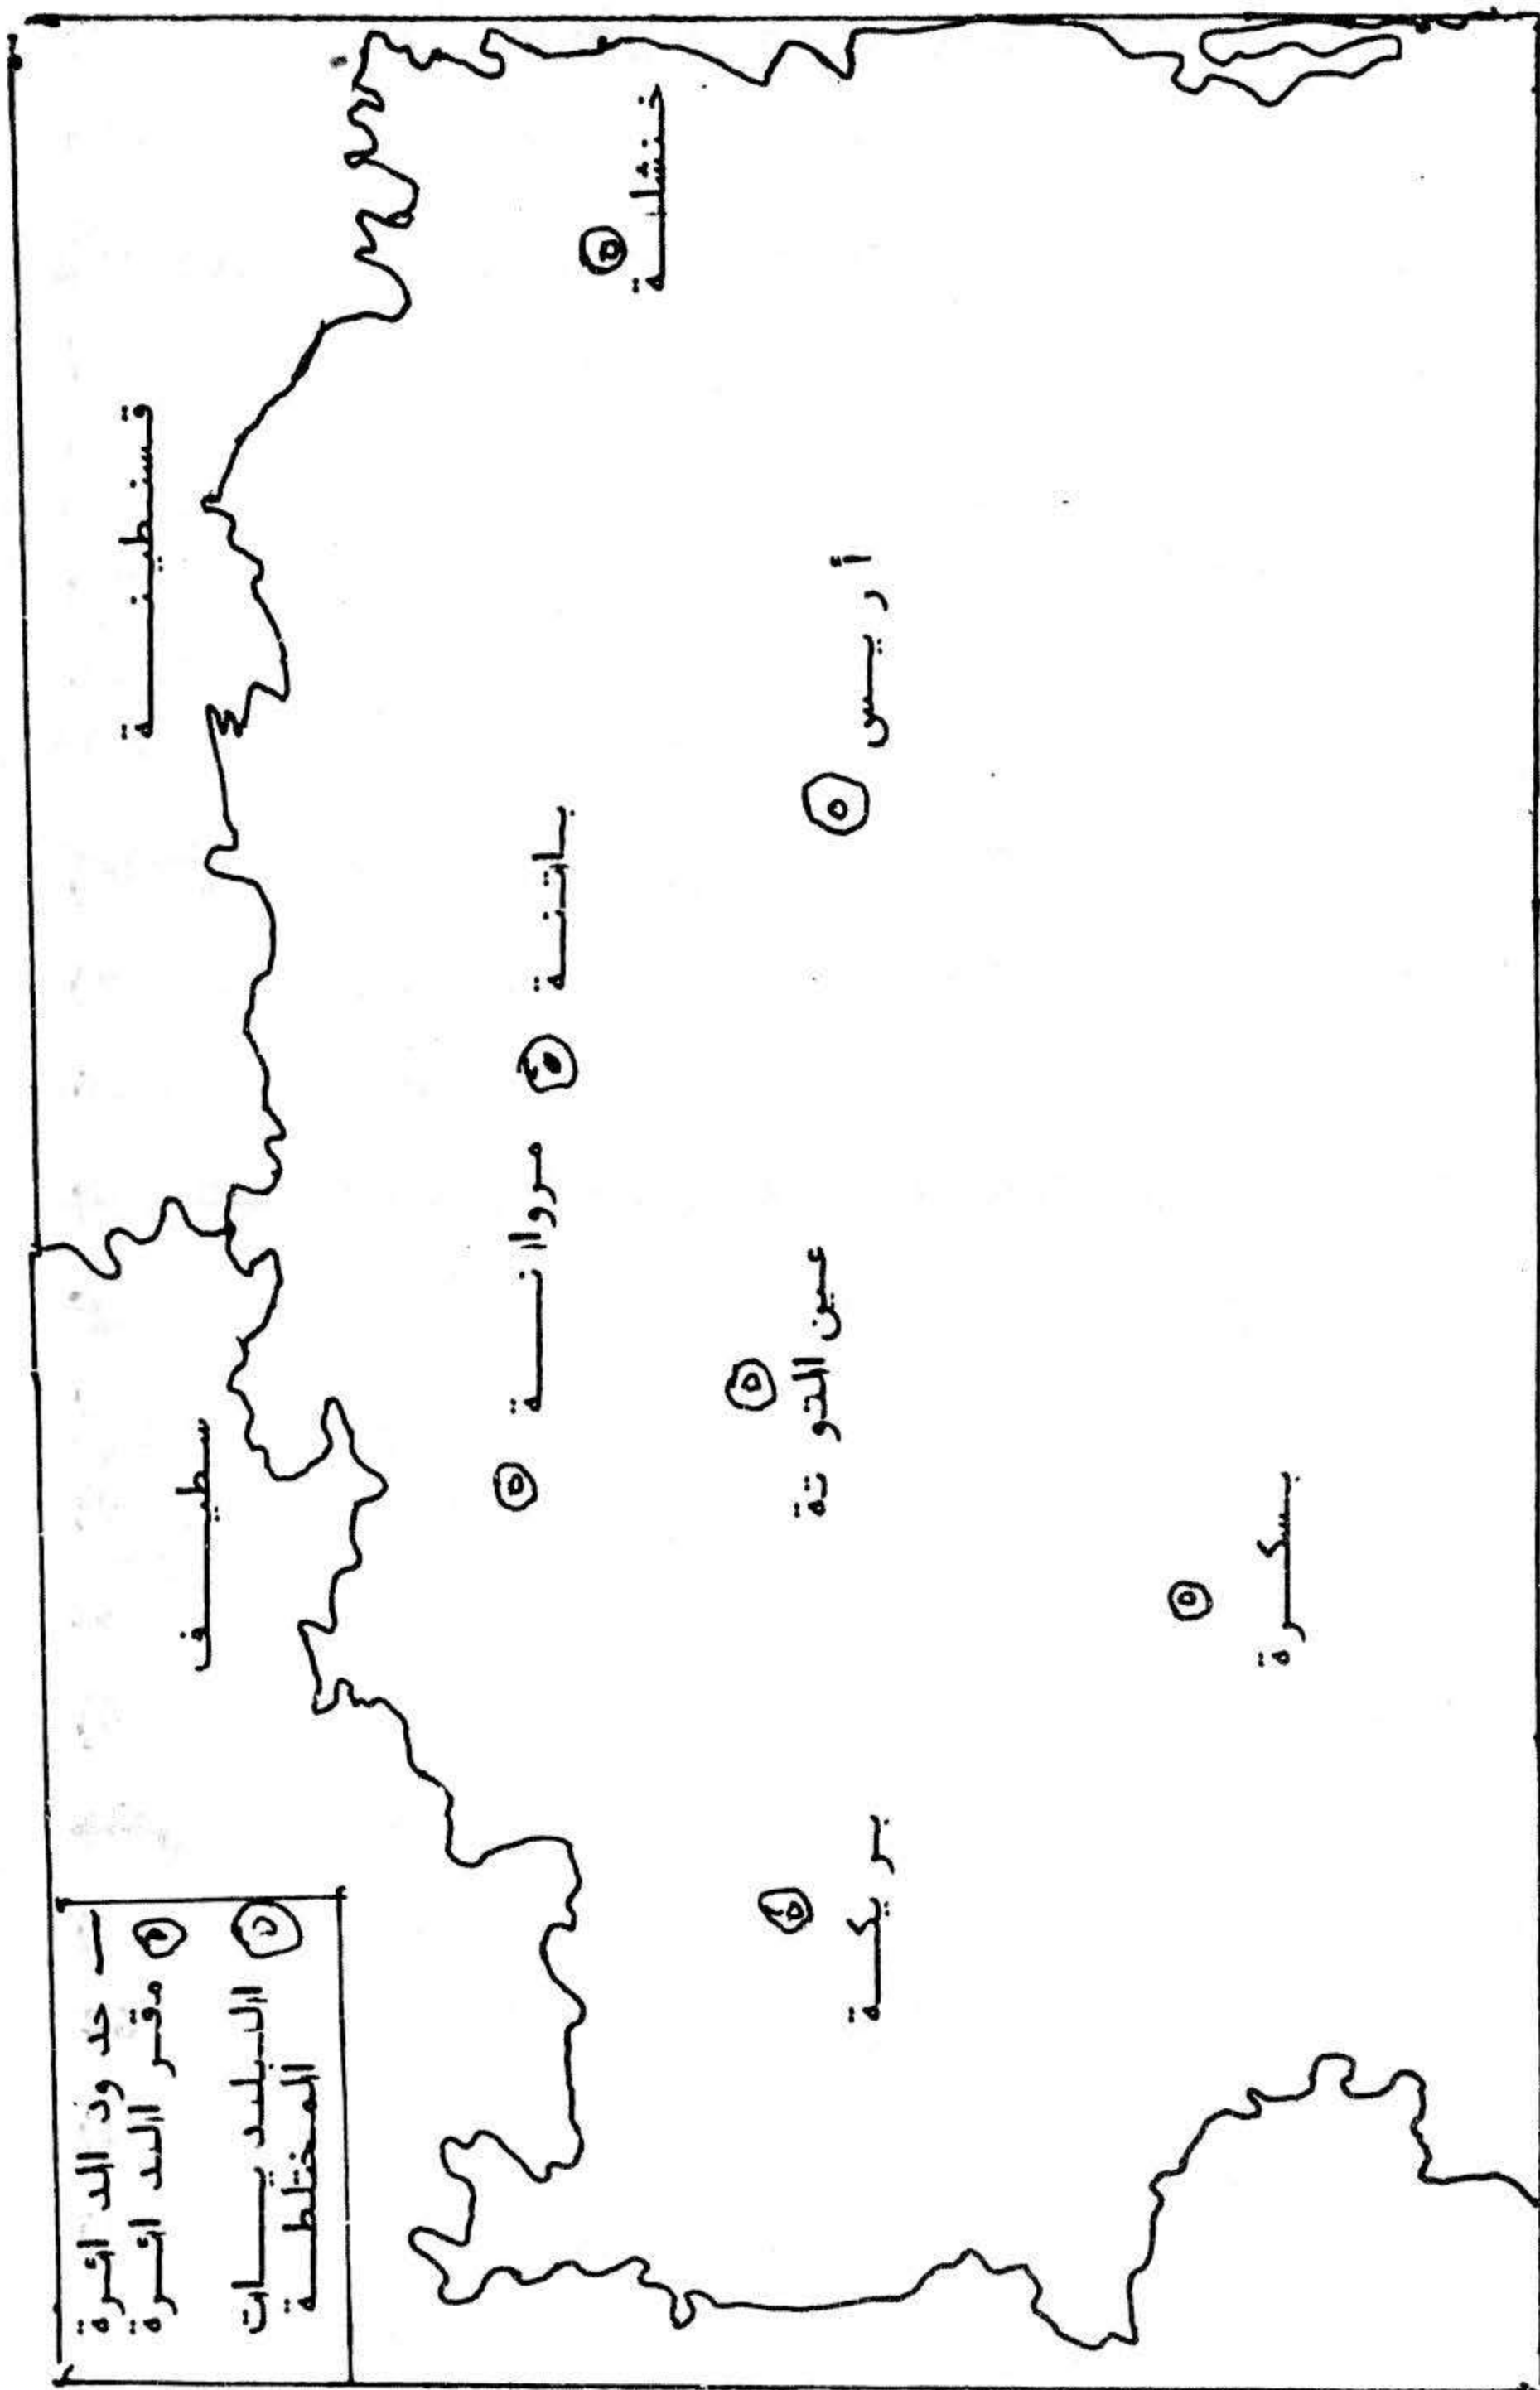 حدود الدائرة
مقر الدائرة
البلديات
المختلطة
سطيف
قسنطينة
خنشلة
باتنة
مروانة
أريس
عين التوتة
بريكة
بسكرة